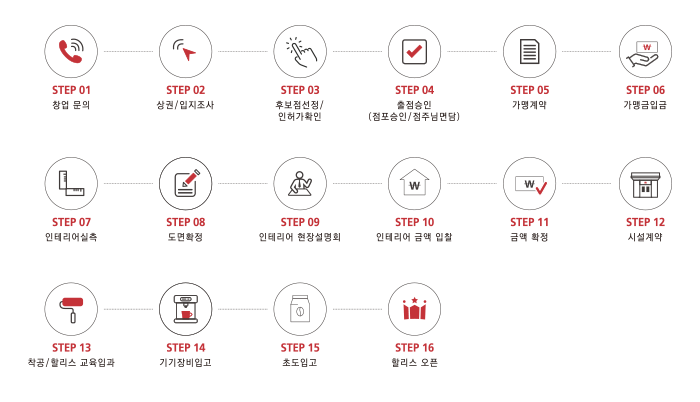 STEP 01
창업 문의
STEP 02
상권/입지조사
STEP 03
후보점선정/
인허가확인
STEP 04
출점승인
(점포승인/점주님면담)
STEP 05
가맹계약
₩
STEP 06
가맹금입금
STEP 07
인테리어실측
STEP 08
도면확정
STEP 09
인테리어 현장설명회
₩
STEP 10
인테리어 금액 입찰
₩
STEP 11
금액 확정
STEP 12
시설계약
STEP 13
착공/할리스 교육입과
STEP 14
기기장비입고
STEP 15
초도입고
STEP 16
할리스 오픈